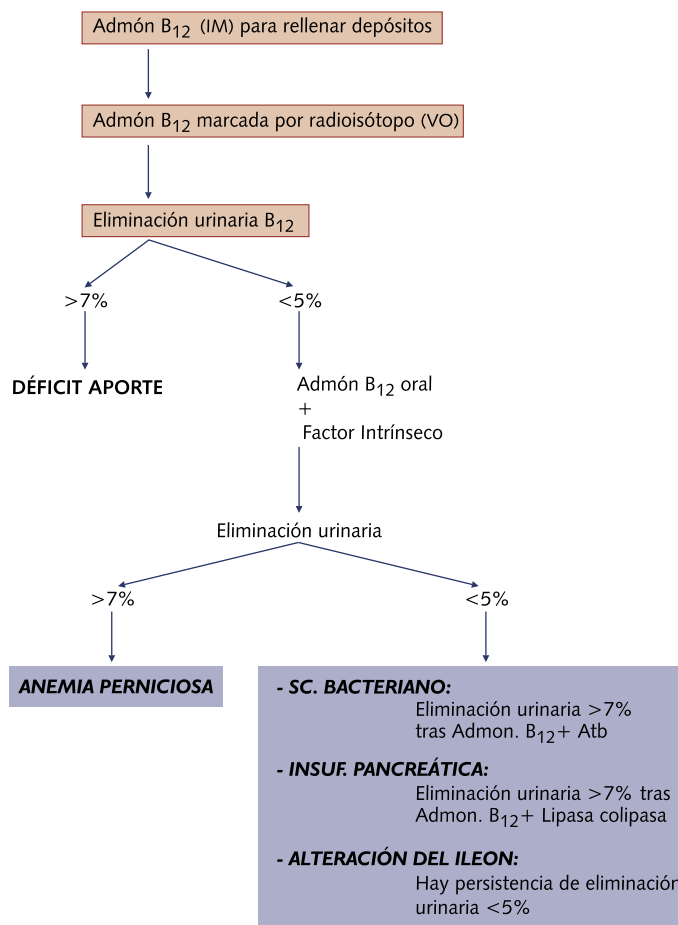 Admón B12 (IM) para rellenar depósitos
Admón B12 marcada por radioisótopo (VO)
Eliminación urinaria B12
>7%
<5%
DÉFICIT APORTE
Admón B12 oral
+
Factor Intrínseco
Eliminación urinaria
>7%
<5%
ANEMIA PERNICIOSA
- SC. BACTERIANO:
Eliminación urinaria >7%
tras Admon. B12+ Atb
- INSUF. PANCREÁTICA:
Eliminación urinaria >7% tras
Admon. B12+ Lipasa colipasa
- ALTERACIÓN DEL ILEON:
Hay persistencia de eliminación
urinaria <5%